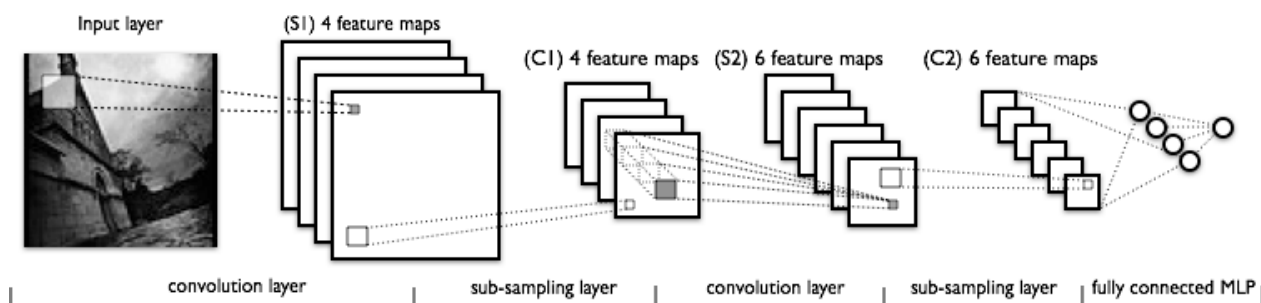 Input layer
(S1) 4 feature maps
(C1) 4 feature maps
(S2) 6 feature maps
(C2) 6 feature maps
convolution layer
sub-sampling layer
convolution layer
sub-sampling layer
fully connected MLP